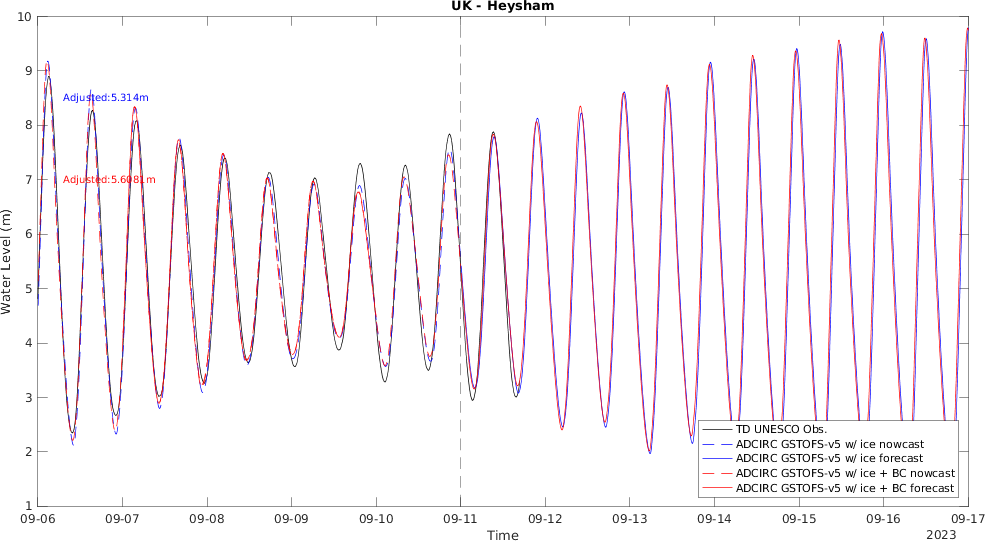 UK - Heysham
10
9
8
7
6
5
4
3
2
1
Water Level (m)
Adjusted:5.314m
Adjusted:5.6081m
TD UNESCO Obs.
ADCIRC GSTOFS-v5 w/ ice nowcast
ADCIRC GSTOFS-v5 w/ ice forecast
ADCIRC GSTOFS-v5 w/ ice + BC nowcast
ADCIRC GSTOFS-v5 w/ ice + BC forecast
09-06 09-07 09-08 09-09 09-10 09-11 09-12 09-13 09-14 09-15 09-16 09-17
Time
2023